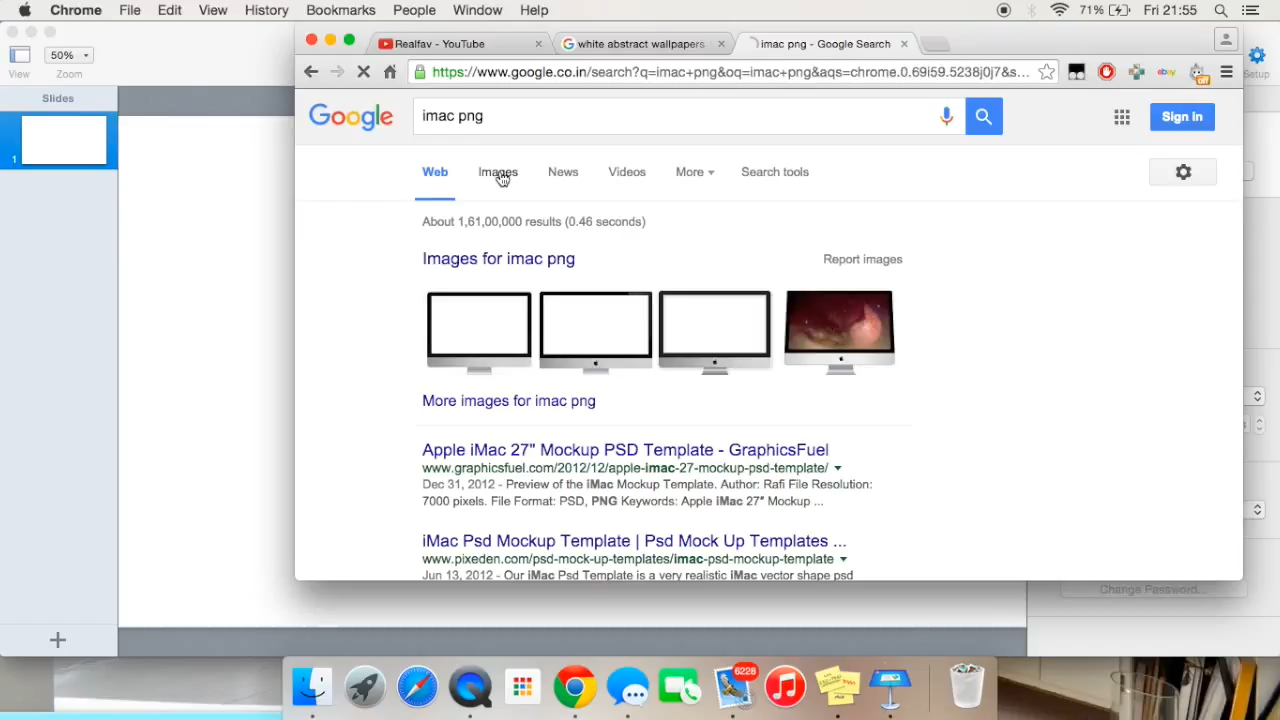 Chrome File Edit View History Bookmarks People Window Help 71% Fri 21:55
50%
View Zoom
Slides
1
Realfav - YouTube
white abstract wallpapers
imac png - Google Search
https://www.google.co.in/search?q=imac+png&oq=imac+png&aqs=chrome.0.69i59.5238j0j7&s...
ebay
off
Setup
Google
imac png
Sign in
Web Images News Videos More Search tools
About 1,61,00,000 results (0.46 seconds)
Images for imac png
Report images
More images for imac png
Apple iMac 27" Mockup PSD Template - GraphicsFuel
www.graphicsfuel.com/2012/12/apple-imac-27-mockup-psd-template/
Dec 31, 2012 - Preview of the iMac Mockup Template. Author: Rafi File Resolution:
7000 pixels. File Format: PSD, PNG Keywords: Apple iMac 27″ Mockup ...
iMac Psd Mockup Template | Psd Mock Up Templates ...
www.pixeden.com/psd-mock-up-templates/imac-psd-mockup-template
Jun 13, 2012 - Our iMac Psd Template is a very realistic iMac vector shape psd
Change Password...
6228